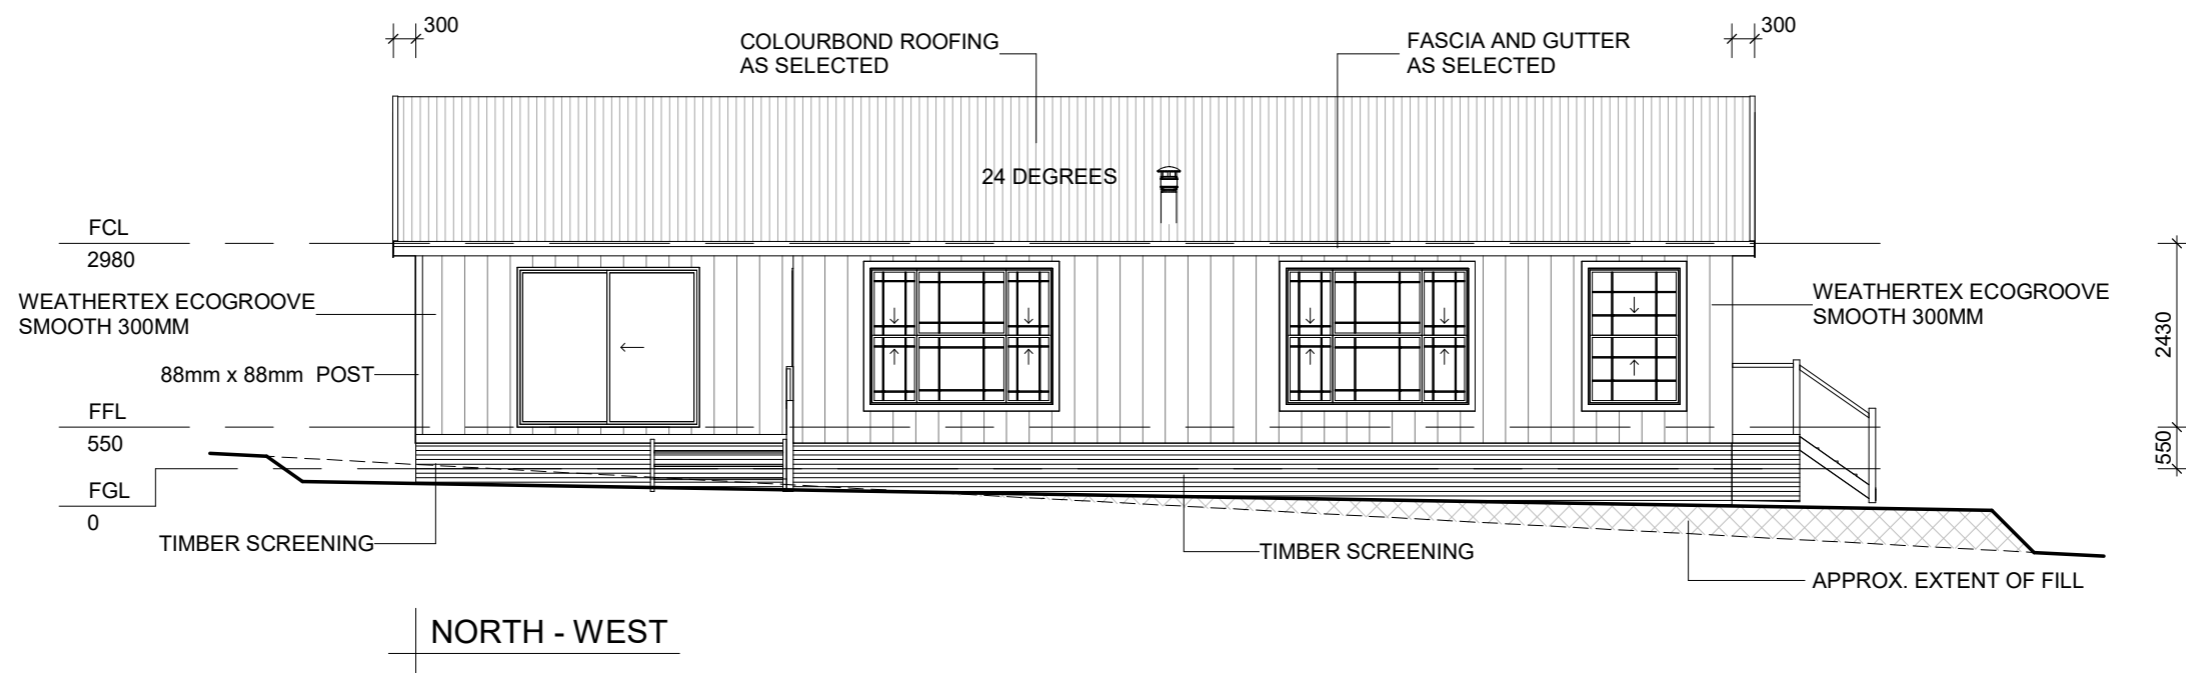 300
300
COLOURBOND ROOFING
AS SELECTED
FASCIA AND GUTTER
AS SELECTED
24 DEGREES
FCL
2980
WEATHERTEX ECOGROOVE
SMOOTH 300MM
WEATHERTEX ECOGROOVE
SMOOTH 300MM
2430
88mm x 88mm POST
FFL
550
550
FGL
0
TIMBER SCREENING
TIMBER SCREENING
APPROX. EXTENT OF FILL
NORTH - WEST